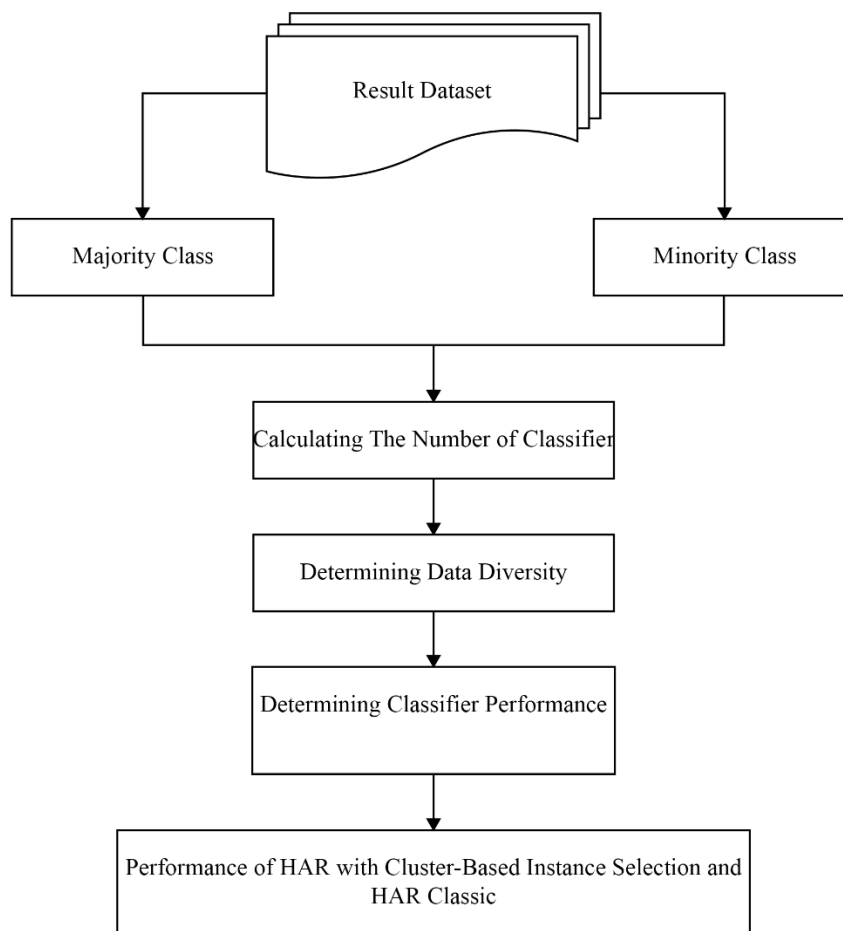 Result Dataset
Majority Class
Minority Class
Calculating The Number of Classifier
Determining Data Diversity
Determining Classifier Performance
Performance of HAR with Cluster-Based Instance Selection and
HAR Classic